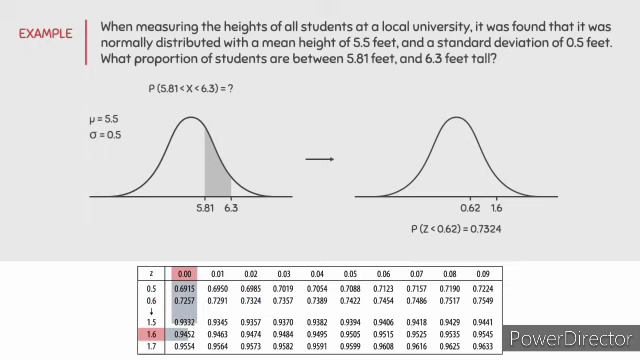 EXAMPLE
When measuring the heights of all students at a local university, it was found that it was
normally distributed with a mean height of 5.5 feet, and a standard deviation of 0.5 feet.
What proportion of students are between 5.81 feet, and 6.3 feet tall?
P (5.81 < X < 6.3) = ?
μ = 5.5
σ = 0.5
5.81 6.3
0.62 1.6
P (Z < 0.62) = 0.7324
z 0.00 0.01 0.02 0.03 0.04 0.05 0.06 0.07 0.08 0.09
0.5 0.6915 0.6950 0.6985 0.7019 0.7054 0.7088 0.7123 0.7157 0.7190 0.7224
0.6 0.7257 0.7291 0.7324 0.7357 0.7389 0.7422 0.7454 0.7486 0.7517 0.7549
↓
1.5 0.9332 0.9345 0.9357 0.9370 0.9382 0.9394 0.9406 0.9418 0.9429 0.9441
1.6 0.9452 0.9463 0.9474 0.9484 0.9495 0.9505 0.9515 0.9525 0.9535 0.9545
1.7 0.9554 0.9564 0.9573 0.9582 0.9591 0.9599 0.9608 0.9616 0.9625 0.9633
PowerDirector